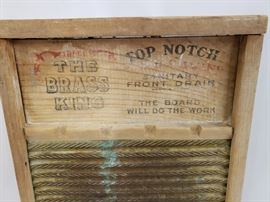 TOP NOTCH
THE
BRASS
KING
SANITARY
FRONT DRAIN
THE BOARD
WILL DO THE WORK